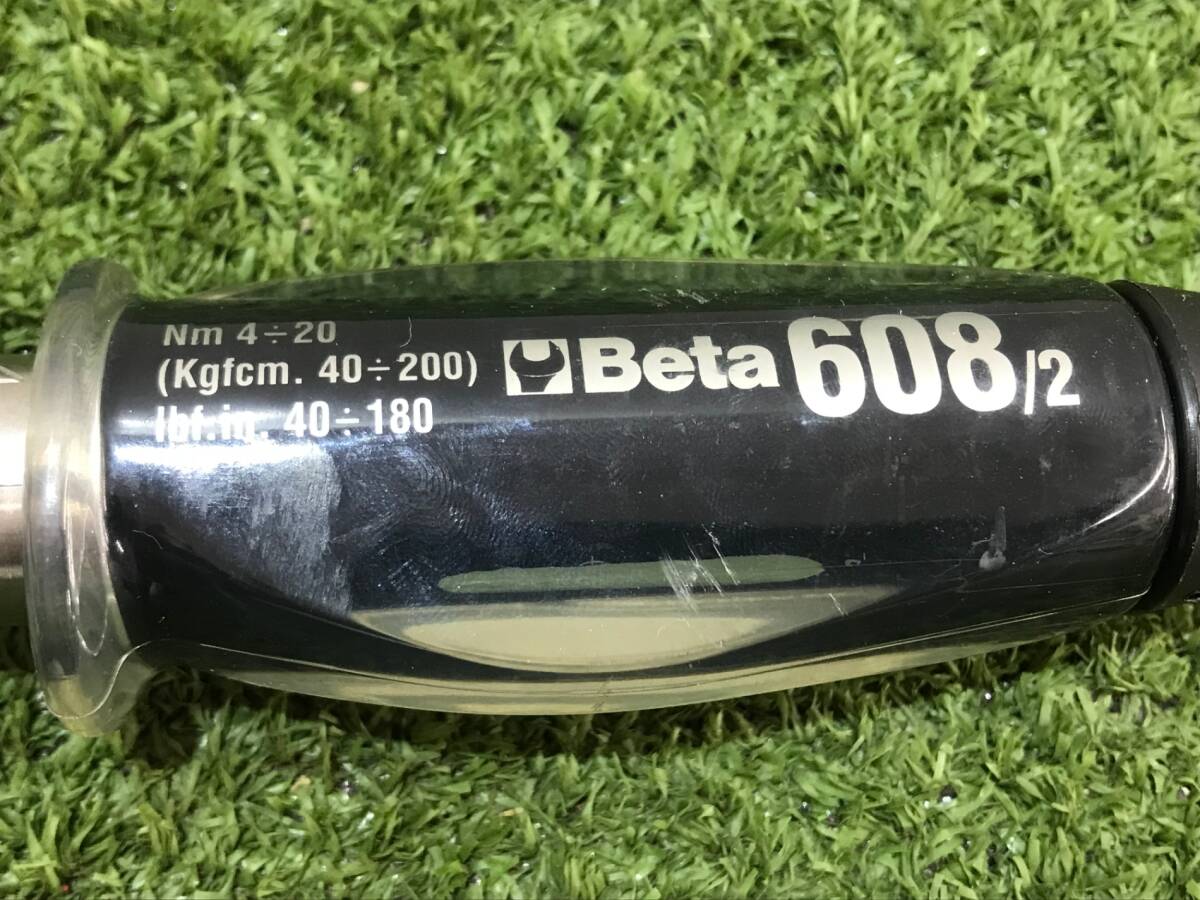 Nm 4÷20
(Kgfcm. 40÷200)
lbf.in. 40÷180
Beta 608/2